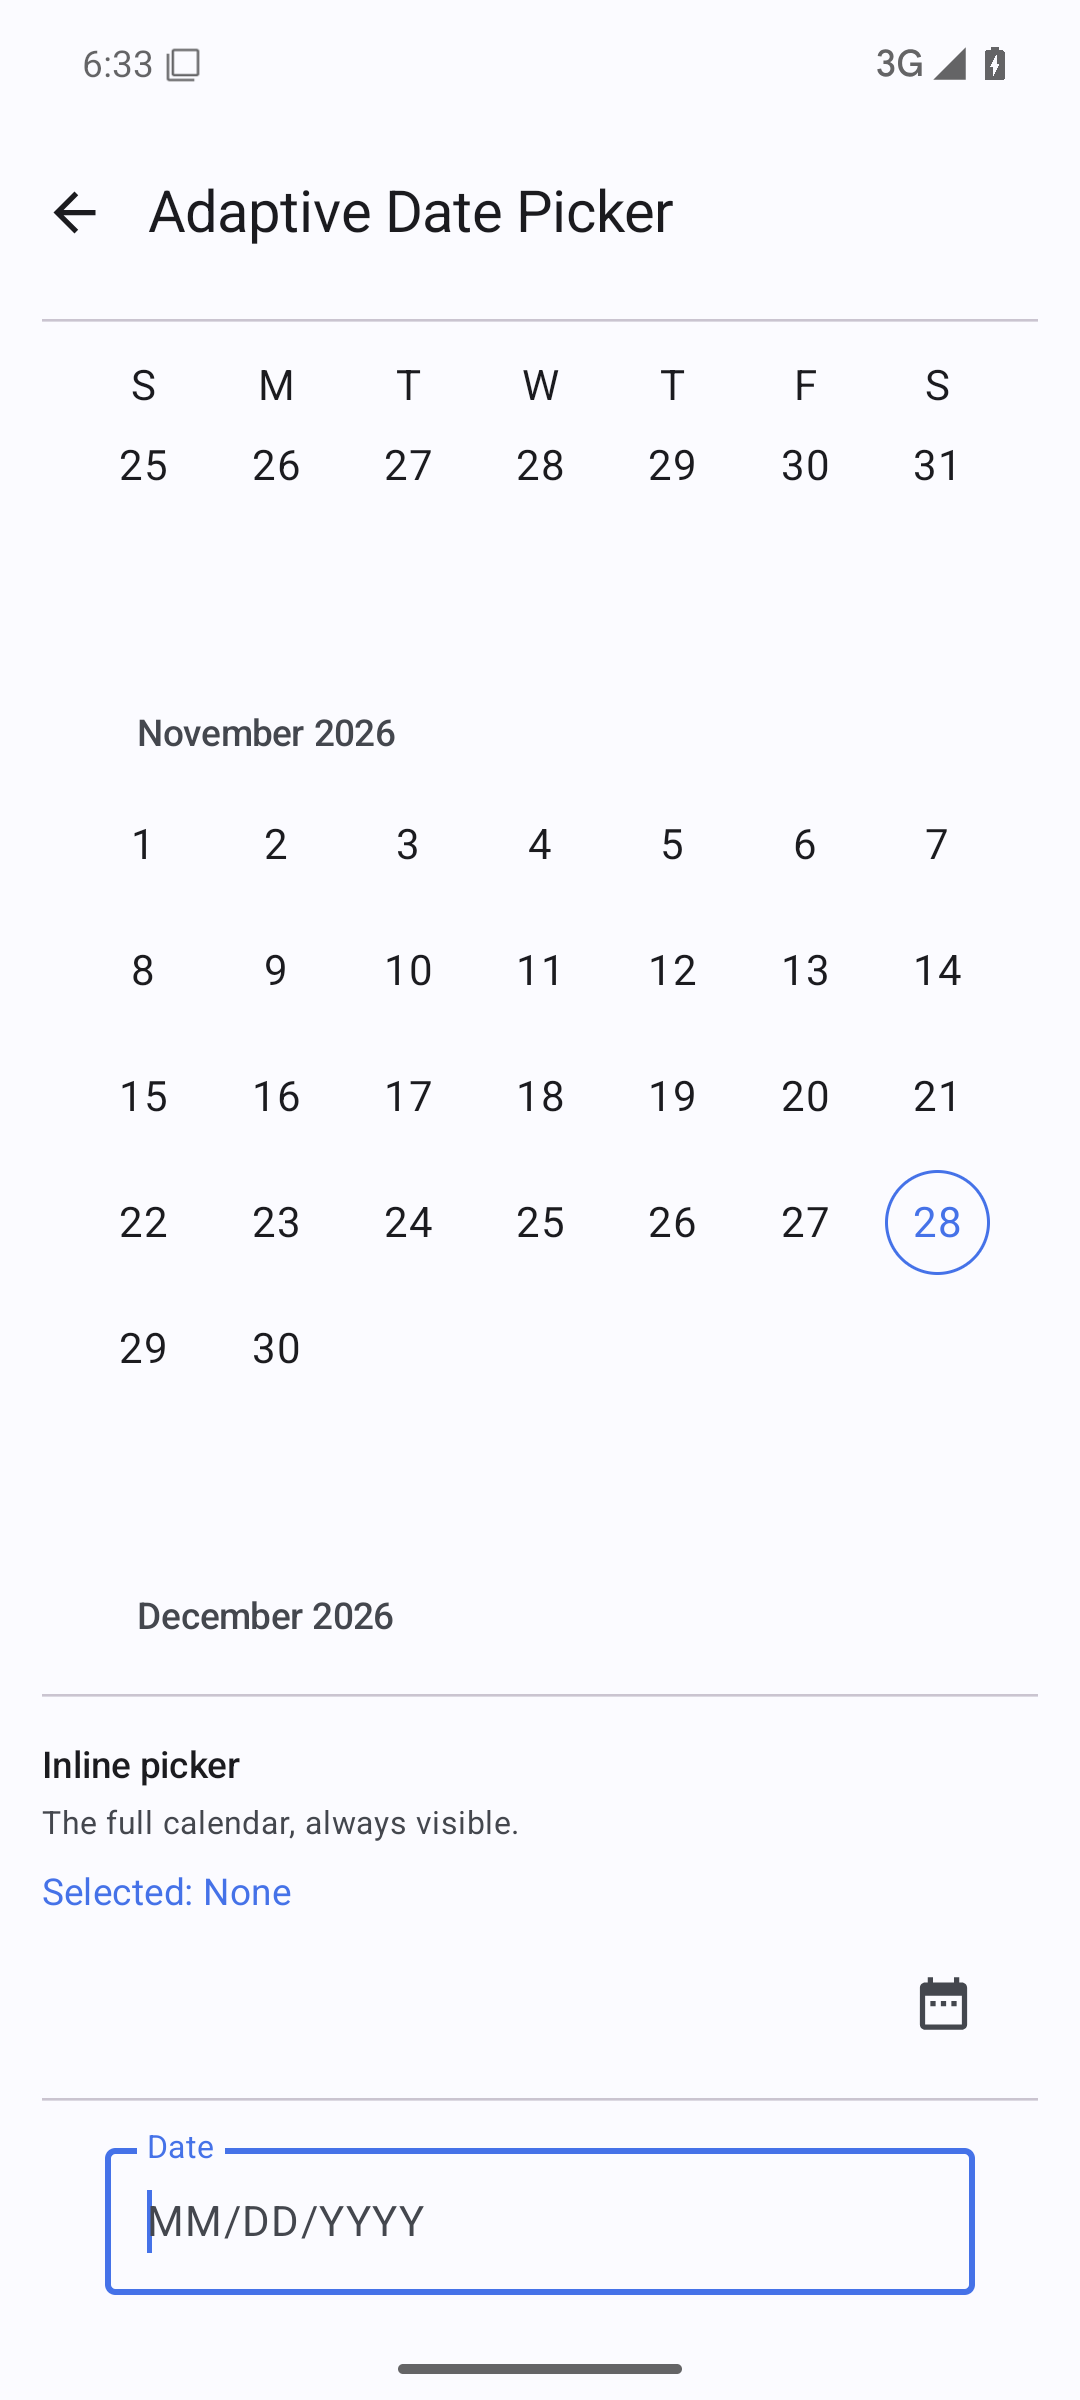 6:33 3G
Adaptive Date Picker
S M T W T F S
25 26 27 28 29 30 31
November 2026
1 2 3 4 5 6 7
8 9 10 11 12 13 14
15 16 17 18 19 20 21
22 23 24 25 26 27 28
29 30
December 2026
Inline picker
The full calendar, always visible.
Selected: None
Date
MM/DD/YYYY